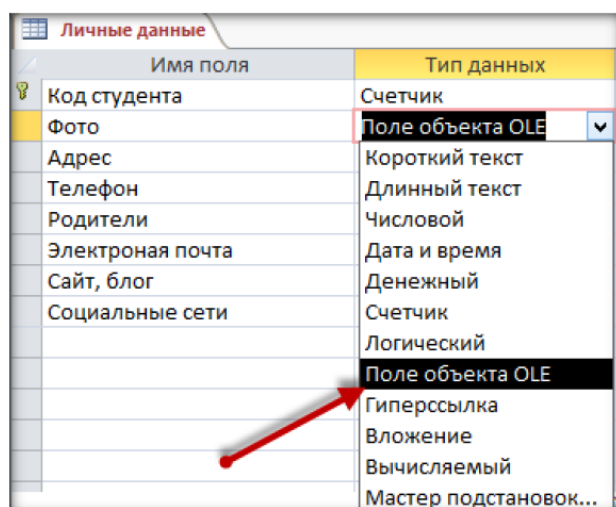 Личные данные
Имя поля Тип данных
Код студента Счетчик
Фото Поле объекта OLE
Адрес Короткий текст
Телефон Длинный текст
Родители Числовой
Электроная почта Дата и время
Сайт, блог Денежный
Социальные сети Счетчик
Логический
Поле объекта OLE
Гиперссылка
Вложение
Вычисляемый
Мастер подстановок...